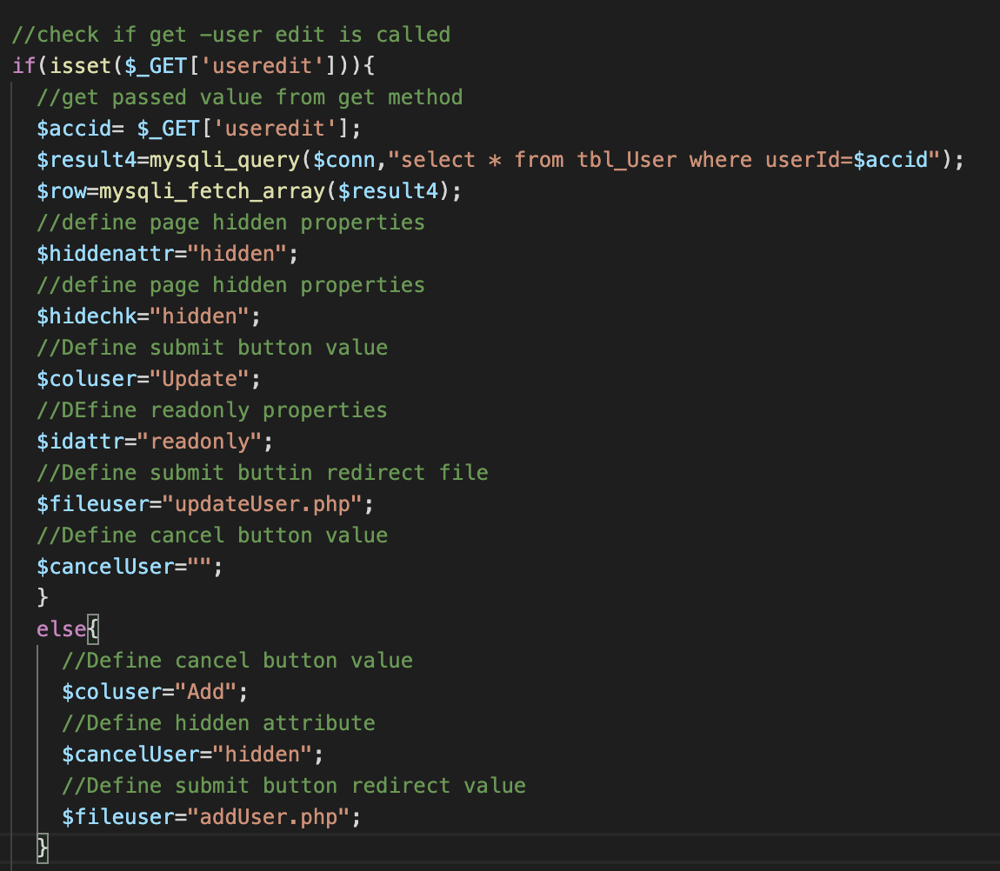 //check if get -user edit is called
if(isset($_GET['useredit'])){
//get passed value from get method
$accid= $_GET['useredit'];
$result4=mysqli_query($conn,"select * from tbl_User where userId=$accid");
$row=mysqli_fetch_array($result4);
//define page hidden properties
$hiddenattr="hidden";
//define page hidden properties
$hidechk="hidden";
//Define submit button value
$coluser="Update";
//DEfine readonly properties
$idattr="readonly";
//Define submit buttin redirect file
$fileuser="updateUser.php";
//Define cancel button value
$cancelUser="";
}
else{
//Define cancel button value
$coluser="Add";
//Define hidden attribute
$cancelUser="hidden";
//Define submit button redirect value
$fileuser="addUser.php";
}